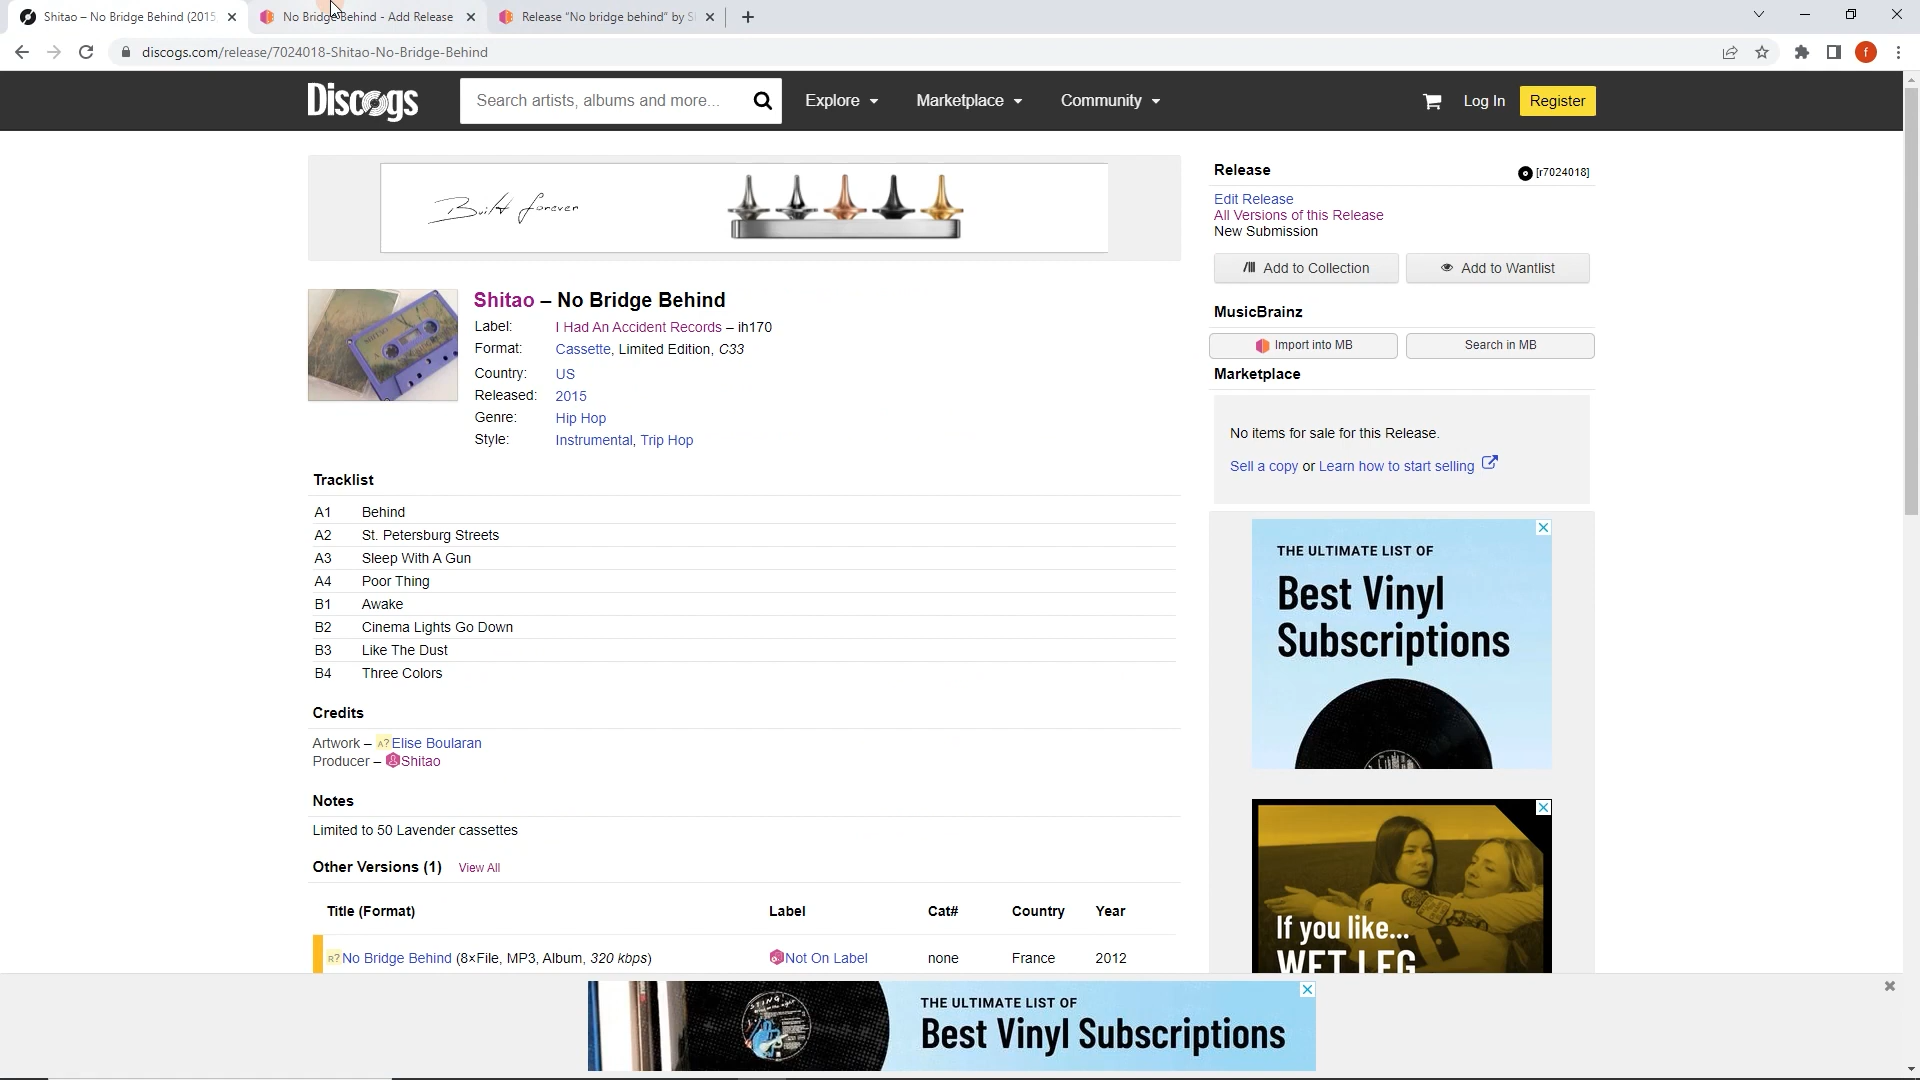 Shitao – No Bridge Behind (2015
No Bridge Behind - Add Release
Release "No bridge behind" by S
discogs.com/release/7024018-Shitao-No-Bridge-Behind
f
Discogs
Search artists, albums and more...
Explore
Marketplace
Community
Log In
Register
Built forever
Release
[r7024018]
Edit Release
All Versions of this Release
New Submission
Add to Collection
Add to Wantlist
MusicBrainz
Import into MB
Search in MB
Marketplace
No items for sale for this Release.
Sell a copy or Learn how to start selling
Shitao – No Bridge Behind
Label: I Had An Accident Records – ih170
Format: Cassette, Limited Edition, C33
Country: US
Released: 2015
Genre: Hip Hop
Style: Instrumental, Trip Hop
Tracklist
A1 Behind
A2 St. Petersburg Streets
A3 Sleep With A Gun
A4 Poor Thing
B1 Awake
B2 Cinema Lights Go Down
B3 Like The Dust
B4 Three Colors
Credits
Artwork – A? Elise Boularan
Producer – Shitao
Notes
Limited to 50 Lavender cassettes
Other Versions (1) View All
Title (Format) Label Cat# Country Year
R? No Bridge Behind (8×File, MP3, Album, 320 kbps) Not On Label none France 2012
THE ULTIMATE LIST OF
Best Vinyl
Subscriptions
If you like...
WET LEG
STING
THE ULTIMATE LIST OF
Best Vinyl Subscriptions